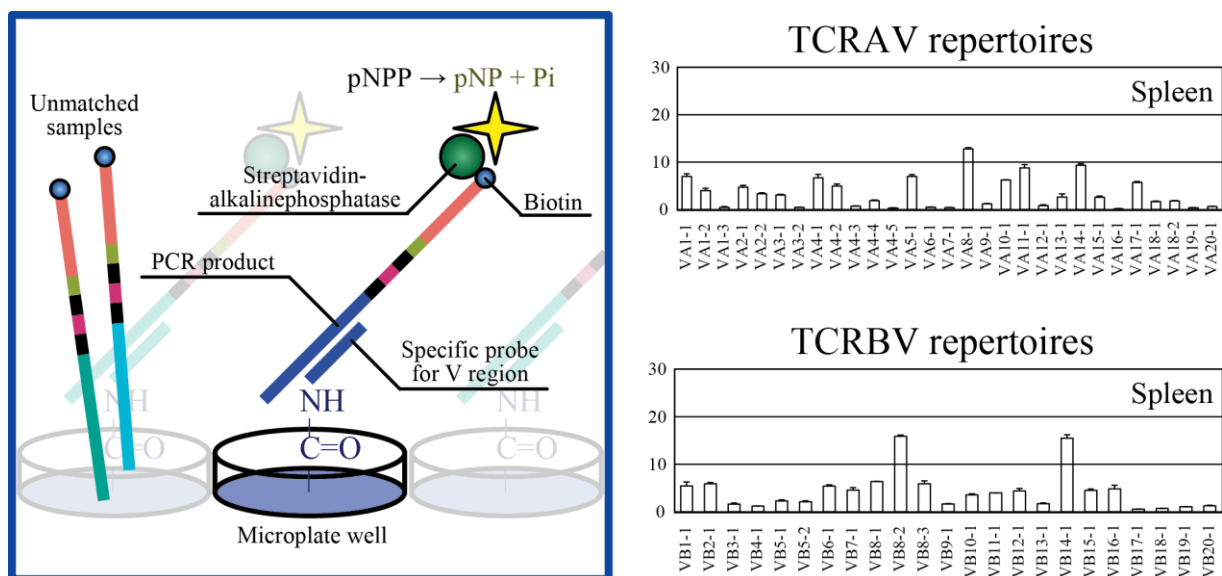 pNPP → pNP + Pi
Unmatched
samples
Streptavidin-
alkalinephosphatase
Biotin
PCR product
Specific probe
for V region
NH
C=O
NH
C=O
NH
C=O
Microplate well
TCRAV repertoires
30
20
10
0
Spleen
VA1-1
VA1-2
VA1-3
VA2-1
VA2-2
VA3-1
VA3-2
VA4-1
VA4-2
VA4-3
VA4-4
VA4-5
VA5-1
VA6-1
VA7-1
VA8-1
VA9-1
VA10-1
VA11-1
VA12-1
VA13-1
VA14-1
VA15-1
VA16-1
VA17-1
VA18-1
VA18-2
VA19-1
VA20-1
TCRBV repertoires
30
20
10
0
Spleen
VB1-1
VB2-1
VB3-1
VB4-1
VB5-1
VB5-2
VB6-1
VB7-1
VB8-1
VB8-2
VB8-3
VB9-1
VB10-1
VB11-1
VB12-1
VB13-1
VB14-1
VB15-1
VB16-1
VB17-1
VB18-1
VB19-1
VB20-1